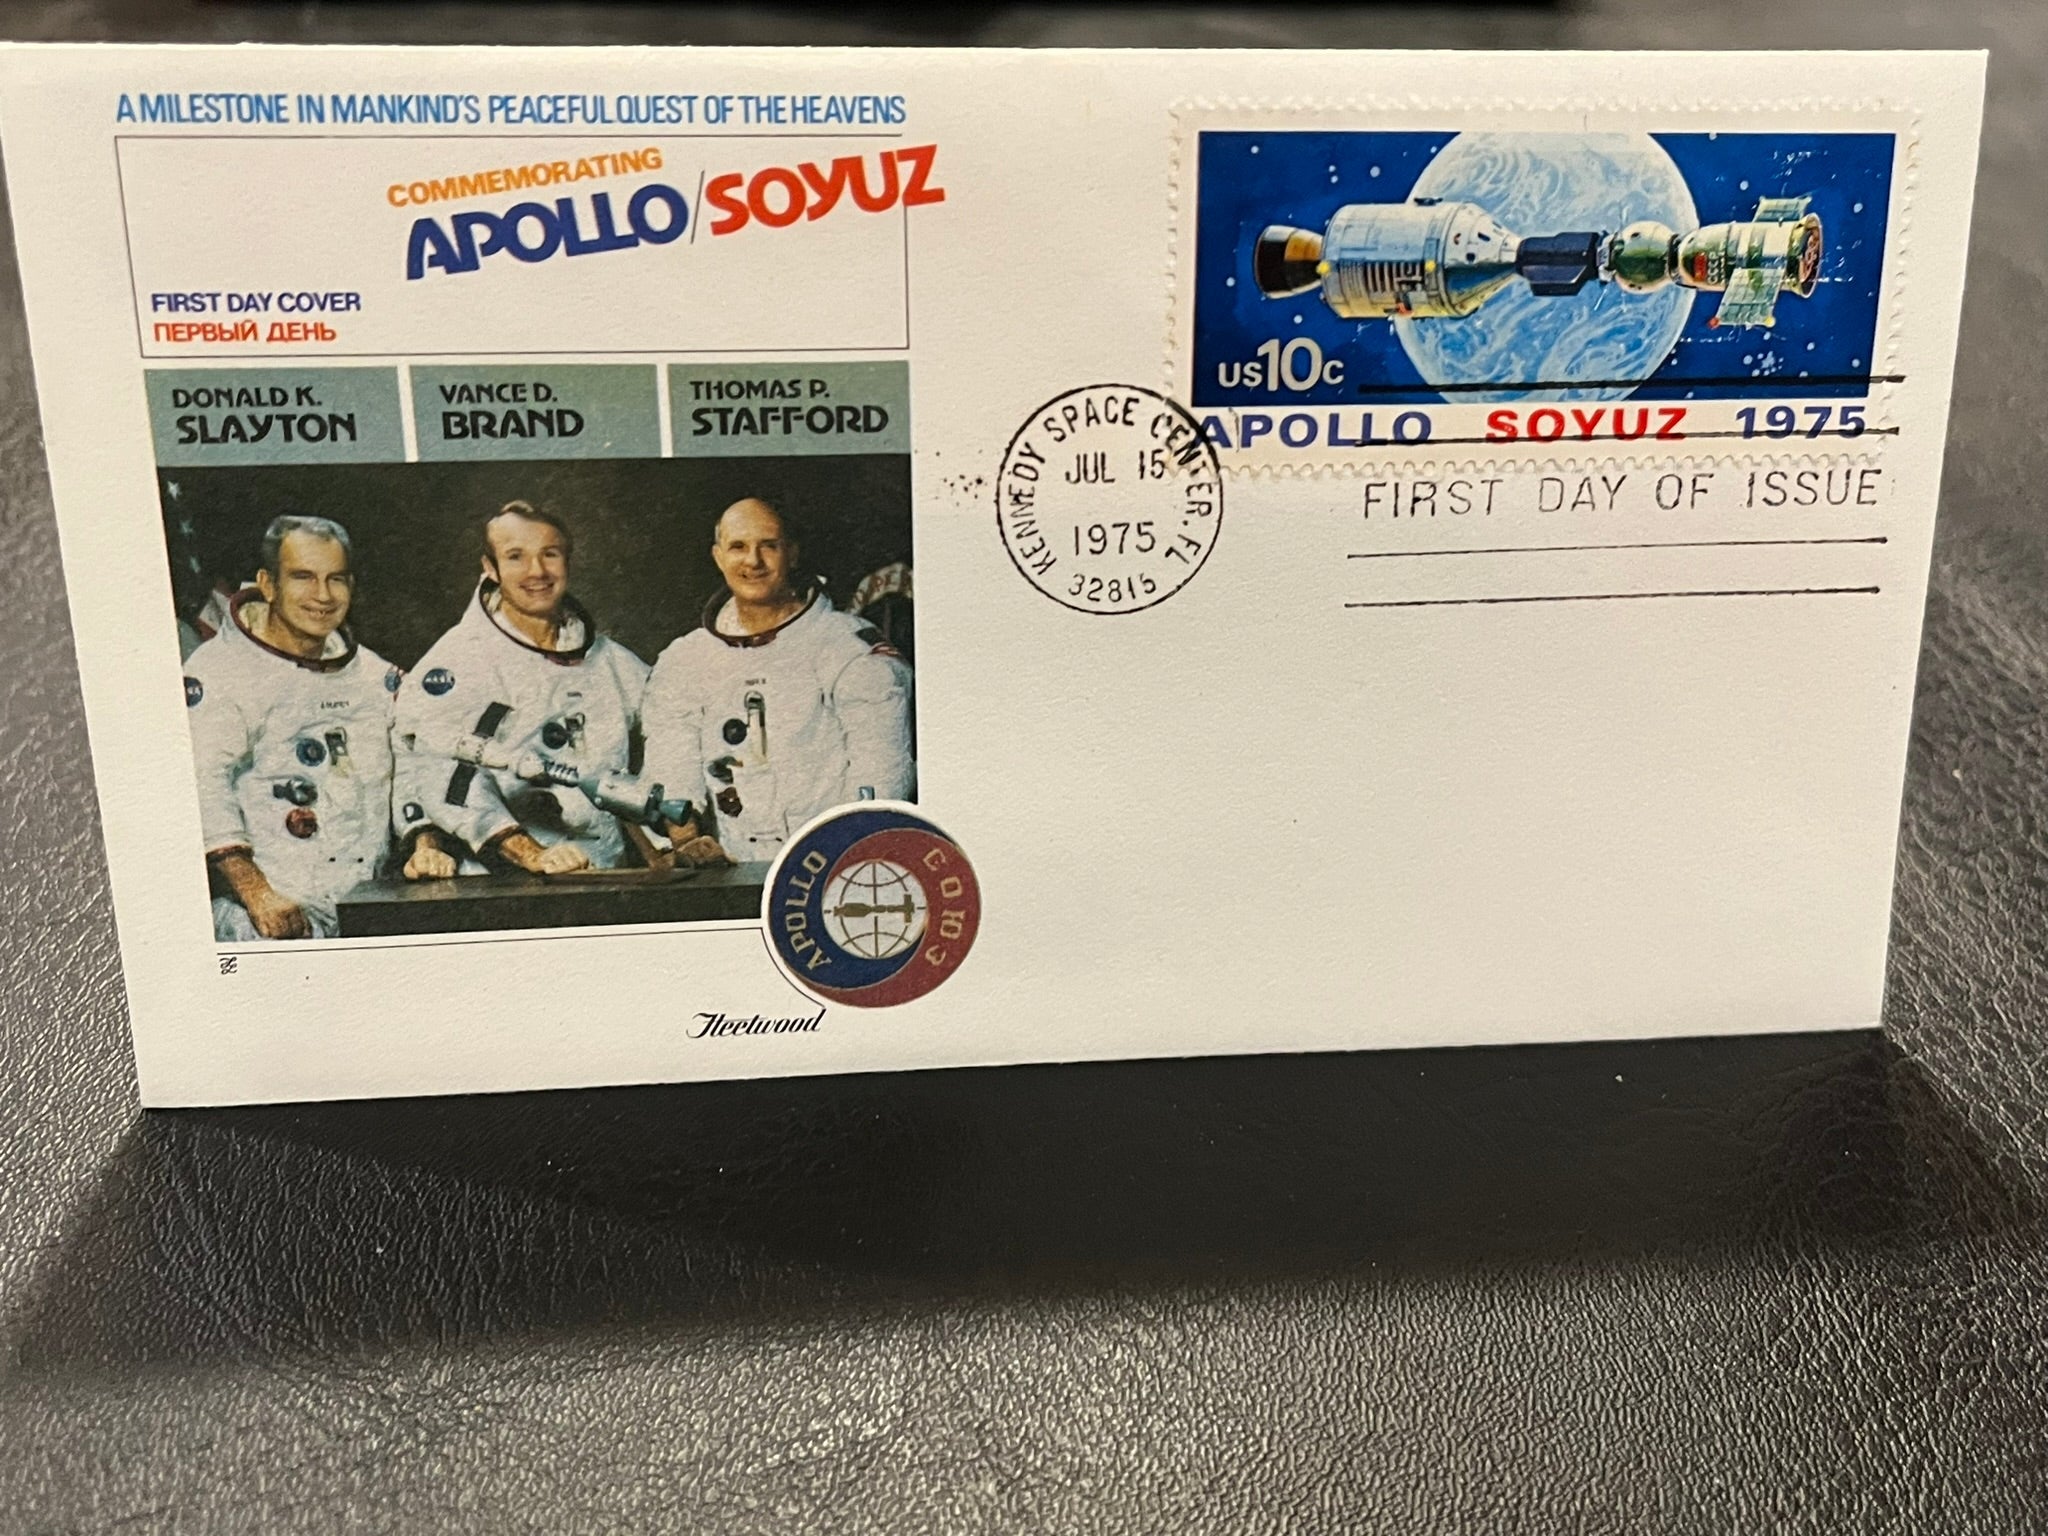 A MILESTONE IN MANKIND'S PEACEFUL QUEST OF THE HEAVENS
COMMEMORATING
APOLLO/SOYUZ
FIRST DAY COVER
ПЕРВЫЙ ДЕНЬ
DONALD K.
SLAYTON
VANCE D.
BRAND
THOMAS P.
STAFFORD
US10c
APOLLO SOYUZ 1975
KENNEDY SPACE CENTER, FL
JUL 15
1975
32815
FIRST DAY OF ISSUE
NASA
APOLLO
СОЮЗ
Fleetwood